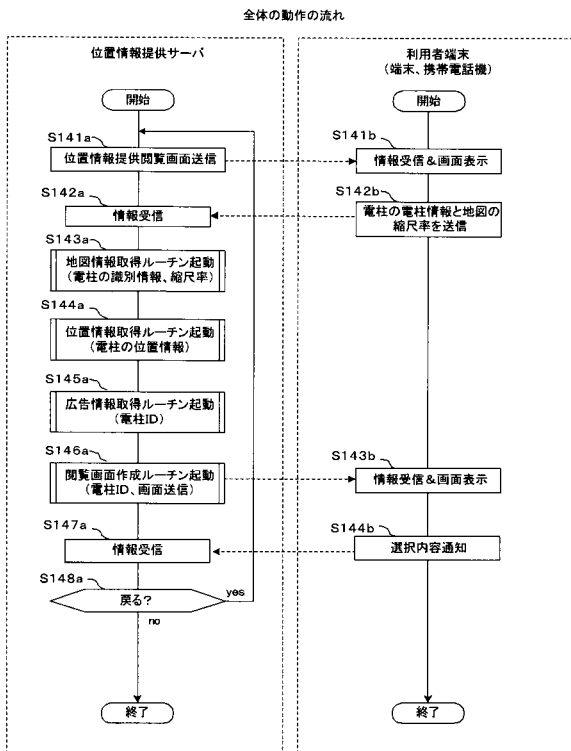 全体の動作の流れ
位置情報提供サーバ
開始
S141a
位置情報提供閲覧画面送信
S142a
情報受信
S143a
地図情報取得ルーチン起動
(電柱の識別情報、縮尺率)
S144a
位置情報取得ルーチン起動
(電柱の位置情報)
S145a
広告情報取得ルーチン起動
(電柱ID)
S146a
閲覧画面作成ルーチン起動
(電柱ID、画面送信)
S147a
情報受信
S148a
戻る?
yes
no
終了
利用者端末
(端末、携帯電話機)
開始
S141b
情報受信&画面表示
S142b
電柱の電柱情報と地図の
縮尺率を送信
S143b
情報受信&画面表示
S144b
選択内容通知
終了